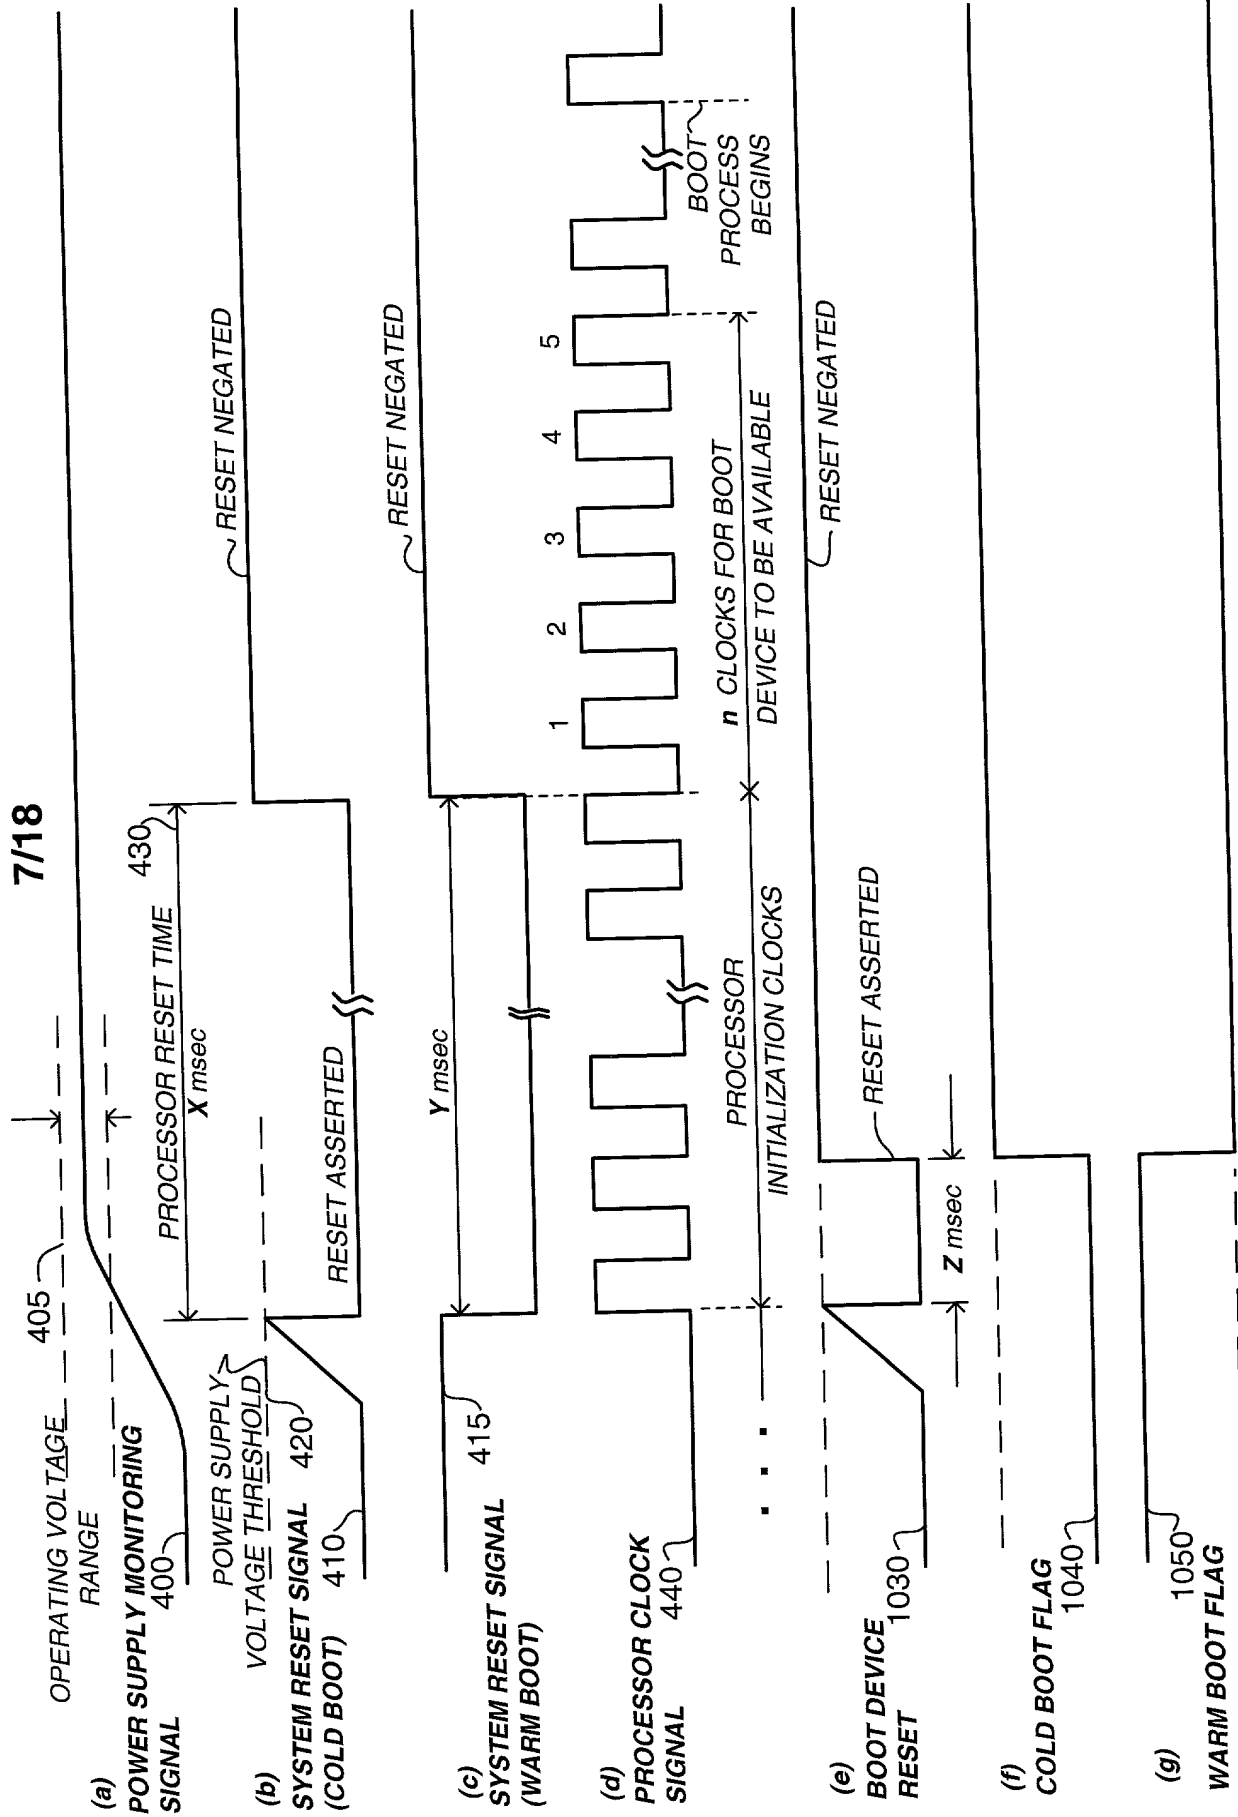 7/18
OPERATING VOLTAGE
RANGE
405
(a)
POWER SUPPLY MONITORING
SIGNAL
400
PROCESSOR RESET TIME
430
X msec
POWER SUPPLY
VOLTAGE THRESHOLD
RESET NEGATED
(b)
SYSTEM RESET SIGNAL
(COLD BOOT)
420
410
RESET ASSERTED
RESET NEGATED
Y msec
415
(c)
SYSTEM RESET SIGNAL
(WARM BOOT)
1
2
3
4
5
(d)
PROCESSOR CLOCK
SIGNAL
440
PROCESSOR
INITIALIZATION CLOCKS
n CLOCKS FOR BOOT
DEVICE TO BE AVAILABLE
BOOT
PROCESS
BEGINS
. . .
(e)
BOOT DEVICE
RESET
1030
RESET ASSERTED
RESET NEGATED
Z msec
(f)
COLD BOOT FLAG
1040
(g)
WARM BOOT FLAG
1050